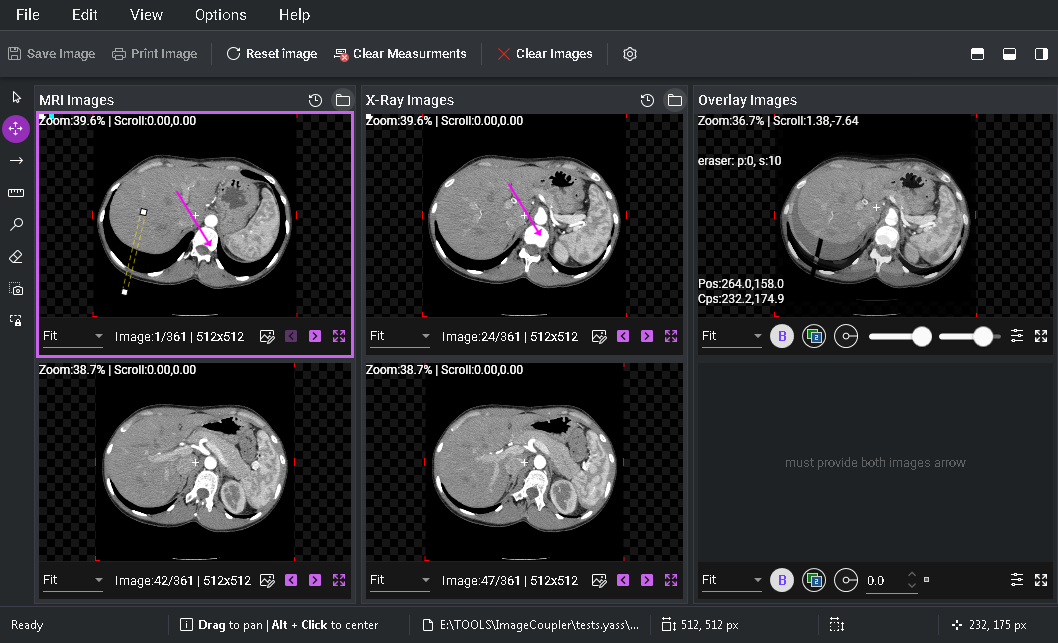 File Edit View Options Help
Save Image Print Image Reset image Clear Measurments Clear Images
MRI Images
Zoom:39.6% | Scroll:0.00,0.00
Fit Image:1/361 | 512x512
X-Ray Images
Zoom:39.6% | Scroll:0.00,0.00
Fit Image:24/361 | 512x512
Overlay Images
Zoom:36.7% | Scroll:1.38,-7.64
eraser: p:0, s:10
Pos:264.0,158.0
Cps:232.2,174.9
Fit B 2
Zoom:38.7% | Scroll:0.00,0.00
Fit Image:42/361 | 512x512
Zoom:38.7% | Scroll:0.00,0.00
Fit Image:47/361 | 512x512
must provide both images arrow
Fit B 2 0.0
Ready Drag to pan | Alt + Click to center E:\TOOLS\ImageCoupler\tests.yass\... 512, 512 px 232, 175 px